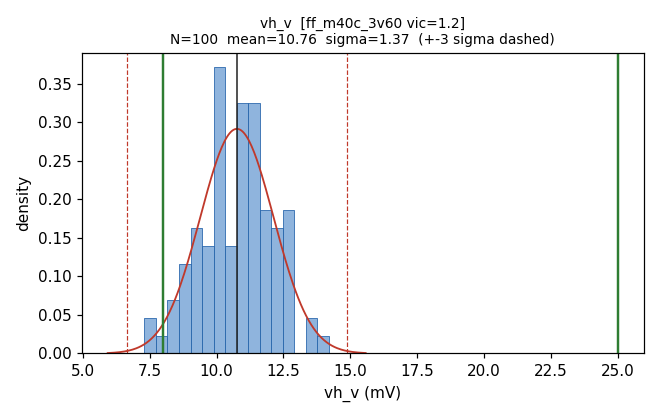 vh_v  [ff_m40c_3v60 vic=1.2]
N=100  mean=10.76  sigma=1.37  (+-3 sigma dashed)
density
0.35
0.30
0.25
0.20
0.15
0.10
0.05
0.00
5.0 7.5 10.0 12.5 15.0 17.5 20.0 22.5 25.0
vh_v (mV)